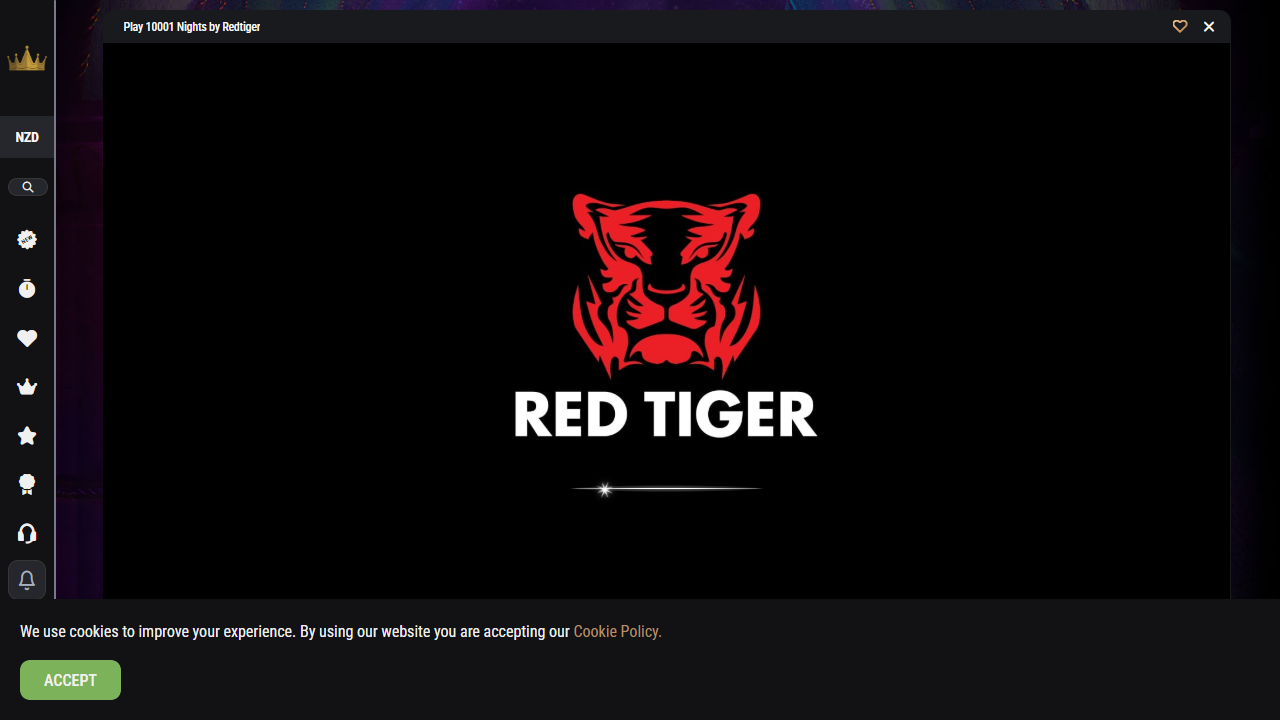 Play 10001 Nights by Redtiger
NZD
NEW
RED TIGER
We use cookies to improve your experience. By using our website you are accepting our Cookie Policy.
ACCEPT